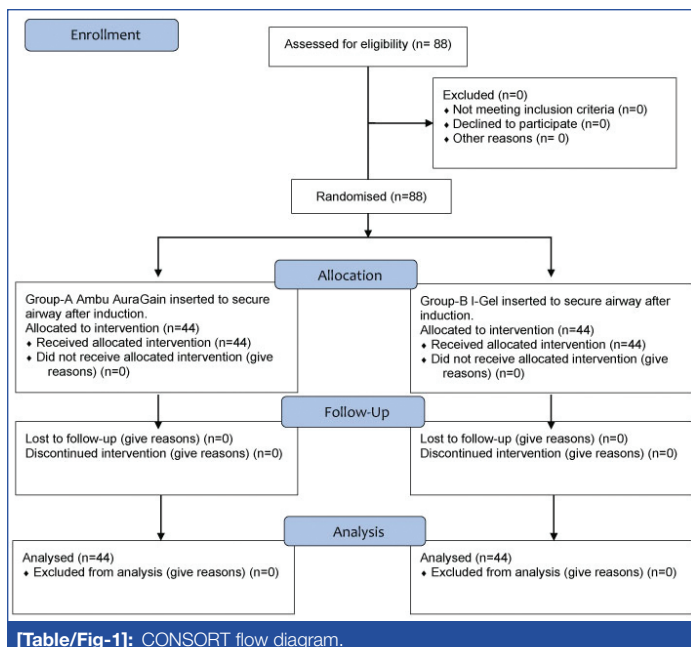 Enrollment
Assessed for eligibility (n= 88)
Excluded (n=0)
♦ Not meeting inclusion criteria (n=0)
♦ Declined to participate (n=0)
♦ Other reasons (n= 0)
Randomised (n=88)
Allocation
Group-A Ambu AuraGain inserted to secure
airway after induction.
Allocated to intervention (n=44)
♦ Received allocated intervention (n=44)
♦ Did not receive allocated intervention (give
reasons) (n=0)
Group-B I-Gel inserted to secure airway after
induction.
Allocated to intervention (n=44)
♦ Received allocated intervention (n=44)
♦ Did not receive allocated intervention (give
reasons) (n=0)
Follow-Up
Lost to follow-up (give reasons) (n=0)
Discontinued intervention (give reasons) (n=0)
Lost to follow-up (give reasons) (n=0)
Discontinued intervention (give reasons) (n=0)
Analysis
Analysed (n=44)
♦ Excluded from analysis (give reasons) (n=0)
Analysed (n=44)
♦ Excluded from analysis (give reasons) (n=0)
[Table/Fig-1]: CONSORT flow diagram.